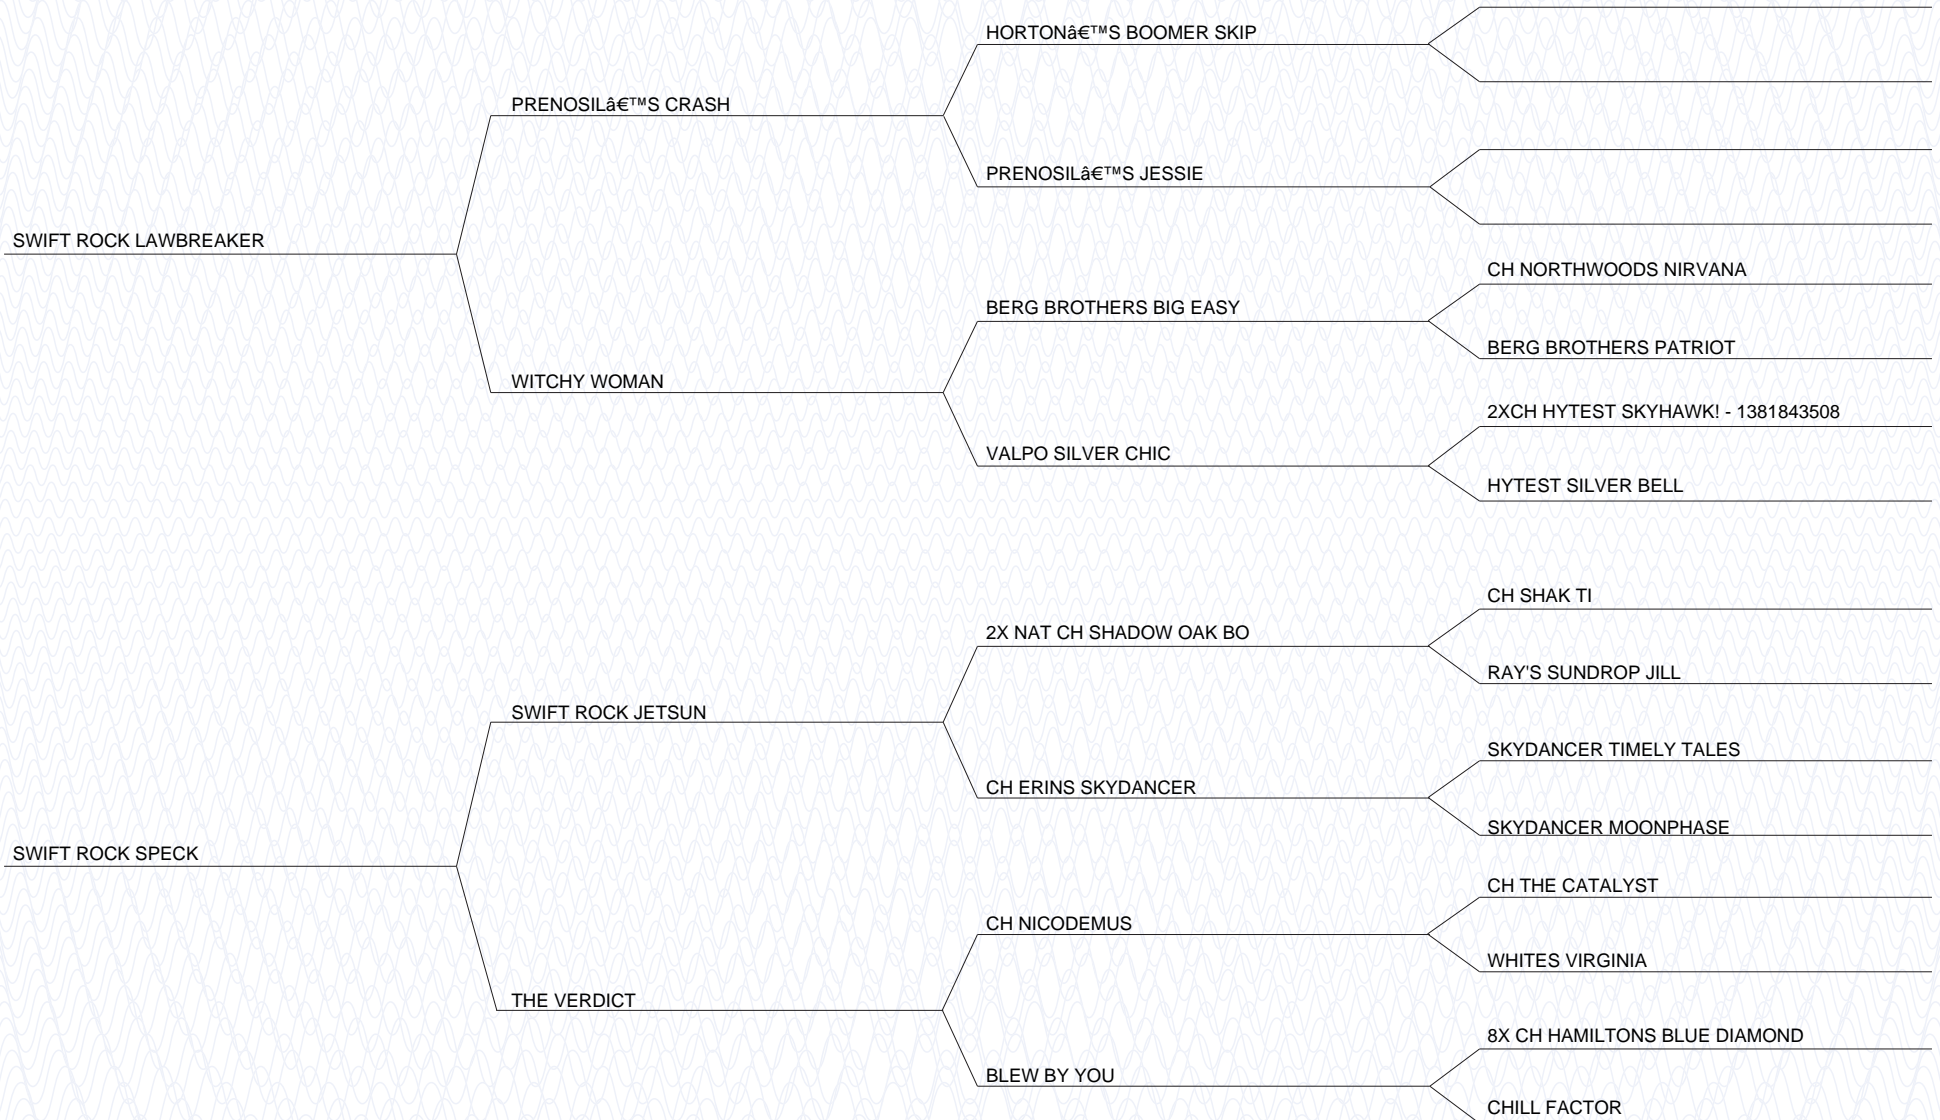 HORTONâ€™S BOOMER SKIP
PRENOSILâ€™S CRASH
PRENOSILâ€™S JESSIE
SWIFT ROCK LAWBREAKER
CH NORTHWOODS NIRVANA
BERG BROTHERS BIG EASY
BERG BROTHERS PATRIOT
WITCHY WOMAN
2XCH HYTEST SKYHAWK! - 1381843508
VALPO SILVER CHIC
HYTEST SILVER BELL
CH SHAK TI
2X NAT CH SHADOW OAK BO
RAY'S SUNDROP JILL
SWIFT ROCK JETSUN
SKYDANCER TIMELY TALES
CH ERINS SKYDANCER
SKYDANCER MOONPHASE
SWIFT ROCK SPECK
CH THE CATALYST
CH NICODEMUS
WHITES VIRGINIA
THE VERDICT
8X CH HAMILTONS BLUE DIAMOND
BLEW BY YOU
CHILL FACTOR